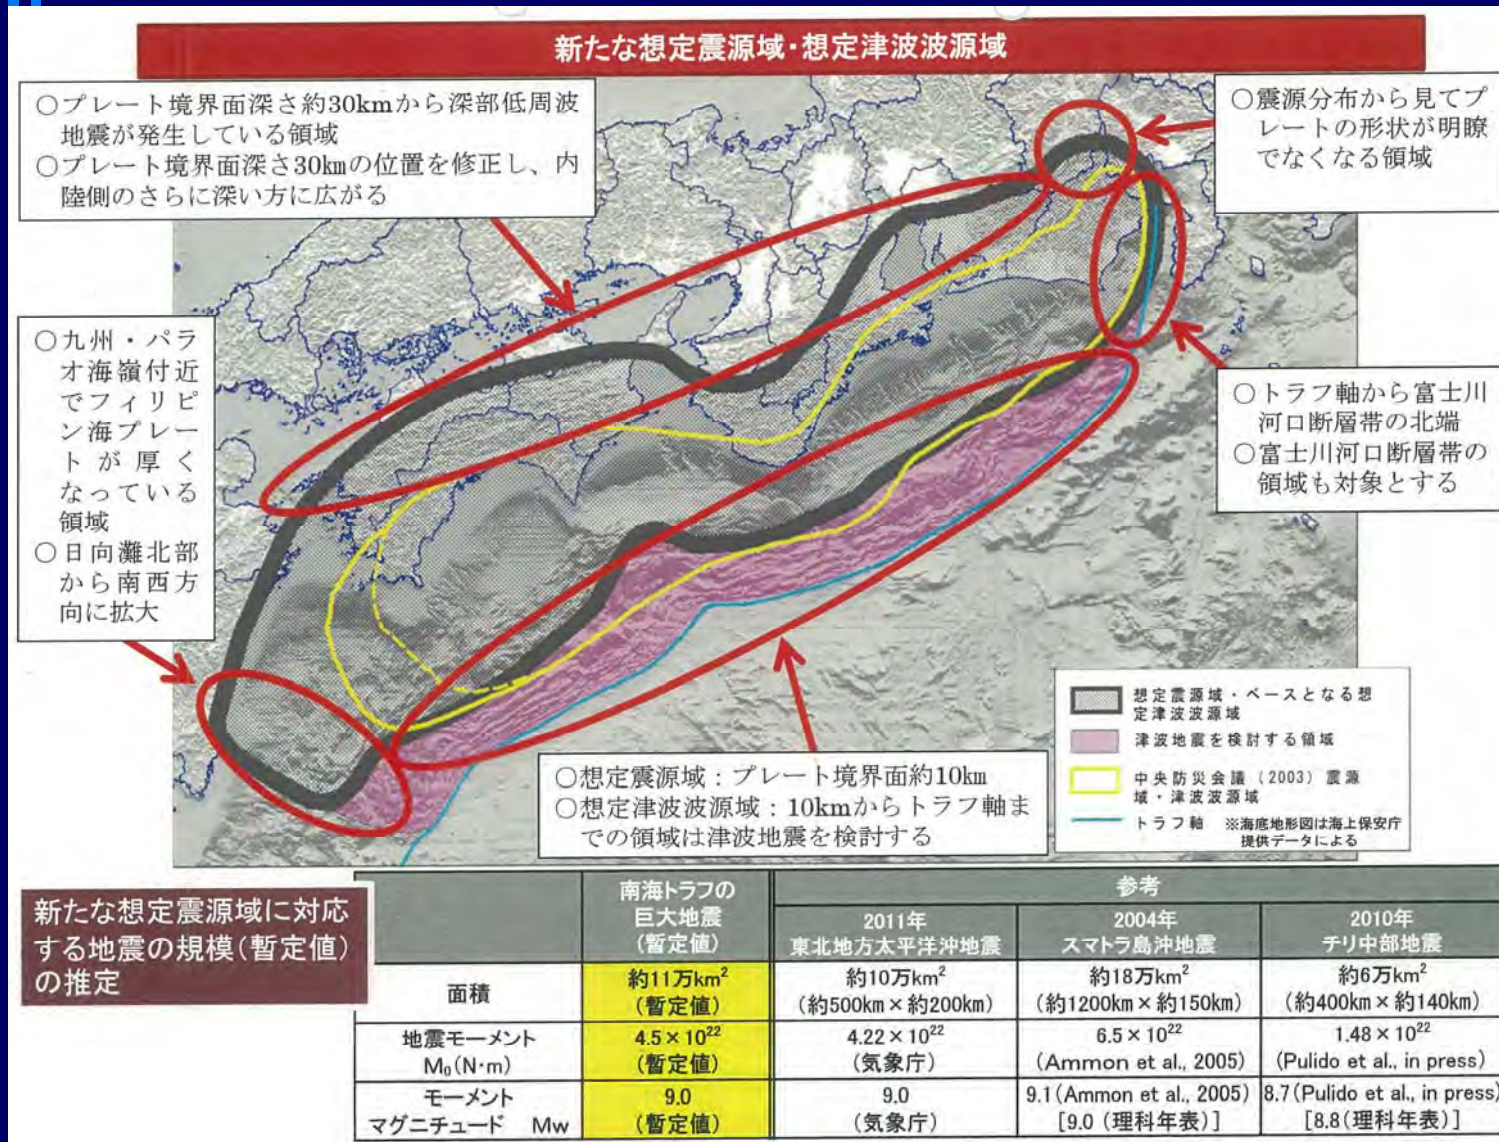 新たな想定震源域・想定津波波源域
○プレート境界面深さ約30kmから深部低周波
地震が発生している領域
○プレート境界面深さ30kmの位置を修正し、内
陸側のさらに深い方に広がる
○震源分布から見てプ
レートの形状が明瞭
でなくなる領域
○九州・パラ
オ海嶺付近
でフィリピ
ン海プレー
トが厚く
なっている
領域
○日向灘北部
から南西方
向に拡大
○トラフ軸から富士川
河口断層帯の北端
○富士川河口断層帯の
領域も対象とする
○想定震源域：プレート境界面約10km
○想定津波波源域：10kmからトラフ軸ま
での領域は津波地震を検討する
想定震源域・ベースとなる想
定津波波源域
津波地震を検討する領域
中央防災会議（2003）震源
域・津波波源域
トラフ軸 ※海底地形図は海上保安庁
提供データによる
新たな想定震源域に対応
する地震の規模(暫定値)
の推定
南海トラフの
巨大地震
(暫定値)
参考
2011年
東北地方太平洋沖地震
2004年
スマトラ島沖地震
2010年
チリ中部地震
面積
約11万km²
(暫定値)
約10万km²
(約500km×約200km)
約18万km²
(約1200km×約150km)
約6万km²
(約400km×約140km)
地震モーメント
M₀(N・m)
4.5×10²²
(暫定値)
4.22×10²²
(気象庁)
6.5×10²²
(Ammon et al., 2005)
1.48×10²²
(Pulido et al., in press)
モーメント
マグニチュード Mw
9.0
(暫定値)
9.0
(気象庁)
9.1(Ammon et al., 2005)
[9.0 (理科年表)]
8.7(Pulido et al., in press)
[8.8(理科年表)]